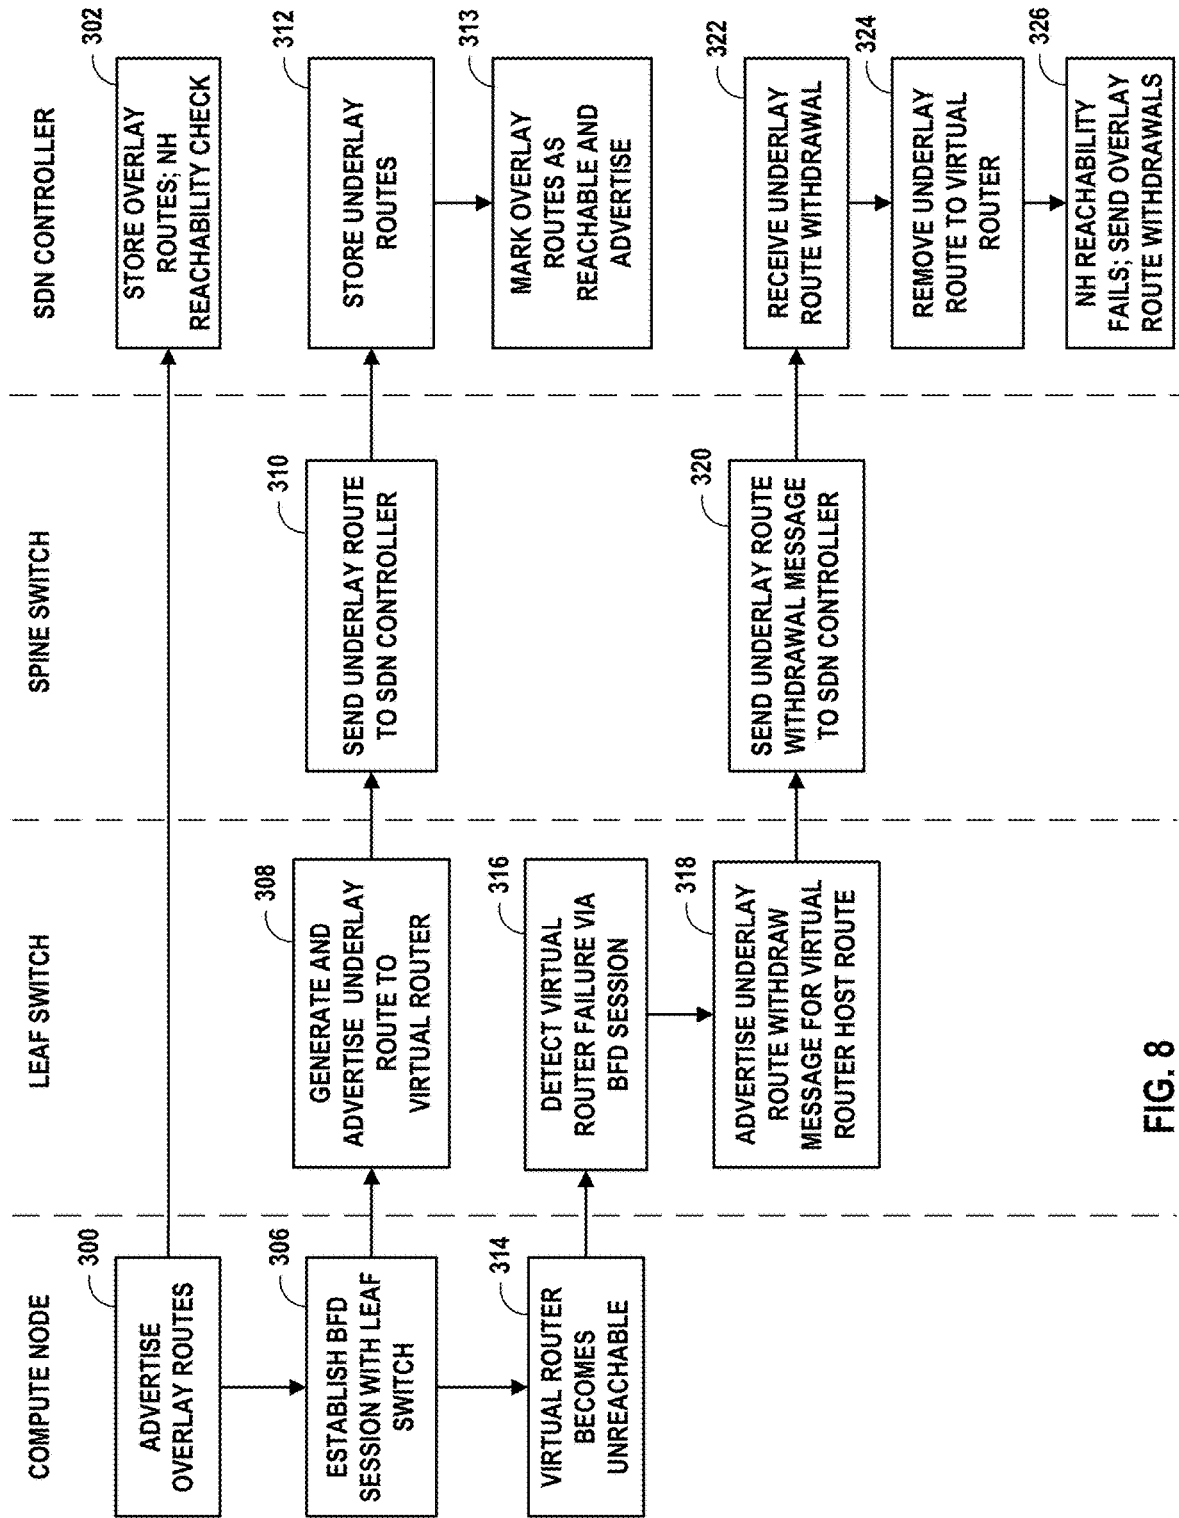 COMPUTE NODE
LEAF SWITCH
SPINE SWITCH
SDN CONTROLLER
300
ADVERTISE
OVERLAY ROUTES
302
STORE OVERLAY
ROUTES; NH
REACHABILITY CHECK
306
ESTABLISH BFD
SESSION WITH LEAF
SWITCH
308
GENERATE AND
ADVERTISE UNDERLAY
ROUTE TO
VIRTUAL ROUTER
310
SEND UNDERLAY ROUTE
TO SDN CONTROLLER
312
STORE UNDERLAY
ROUTES
313
MARK OVERLAY
ROUTES AS
REACHABLE AND
ADVERTISE
314
VIRTUAL ROUTER
BECOMES
UNREACHABLE
316
DETECT VIRTUAL
ROUTER FAILURE VIA
BFD SESSION
318
ADVERTISE UNDERLAY
ROUTE WITHDRAW
MESSAGE FOR VIRTUAL
ROUTER HOST ROUTE
320
SEND UNDERLAY ROUTE
WITHDRAWAL MESSAGE
TO SDN CONTROLLER
322
RECEIVE UNDERLAY
ROUTE WITHDRAWAL
324
REMOVE UNDERLAY
ROUTE TO VIRTUAL
ROUTER
326
NH REACHABILITY
FAILS; SEND OVERLAY
ROUTE WITHDRAWALS
FIG. 8